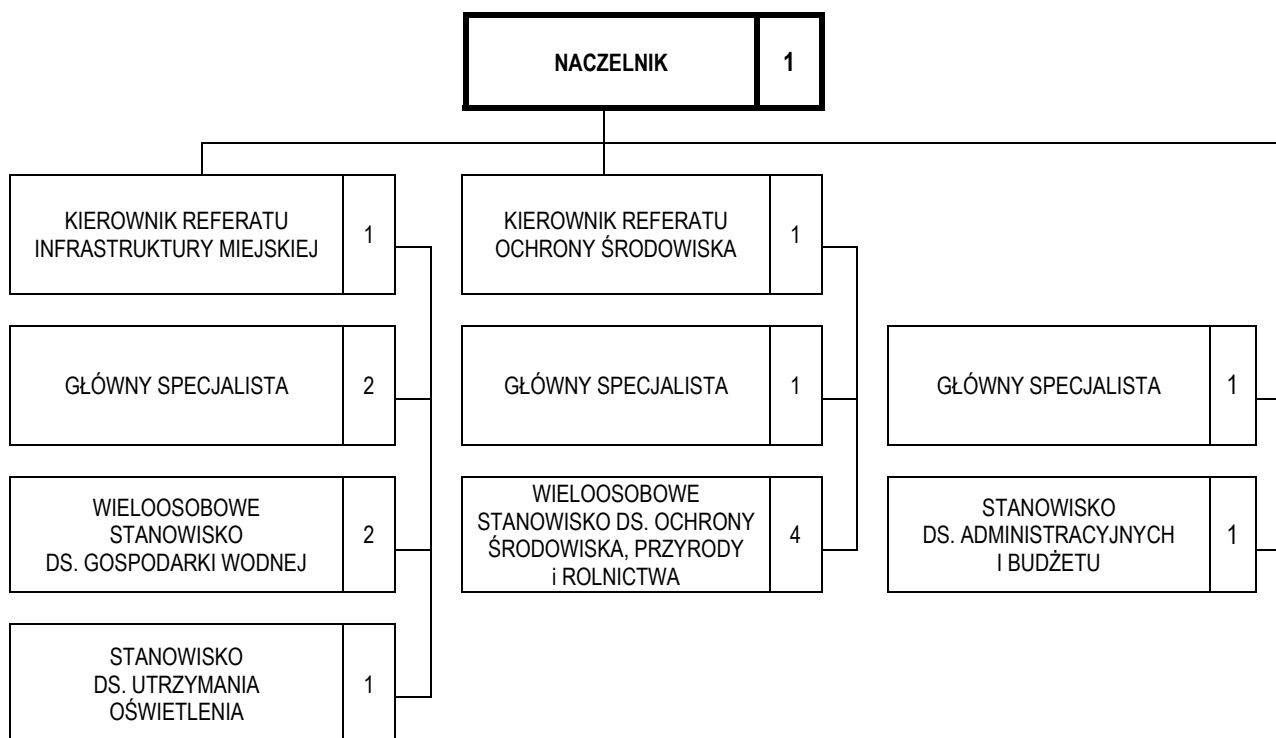 NACZELNIK
1
KIEROWNIK REFERATU
INFRASTRUKTURY MIEJSKIEJ
1
KIEROWNIK REFERATU
OCHRONY ŚRODOWISKA
1
GŁÓWNY SPECJALISTA
2
GŁÓWNY SPECJALISTA
1
GŁÓWNY SPECJALISTA
1
WIELOOSOBOWE
STANOWISKO
DS. GOSPODARKI WODNEJ
2
WIELOOSOBOWE
STANOWISKO DS. OCHRONY
ŚRODOWISKA, PRZYRODY
i ROLNICTWA
4
STANOWISKO
DS. ADMINISTRACYJNYCH
I BUDŻETU
1
STANOWISKO
DS. UTRZYMANIA
OŚWIETLENIA
1